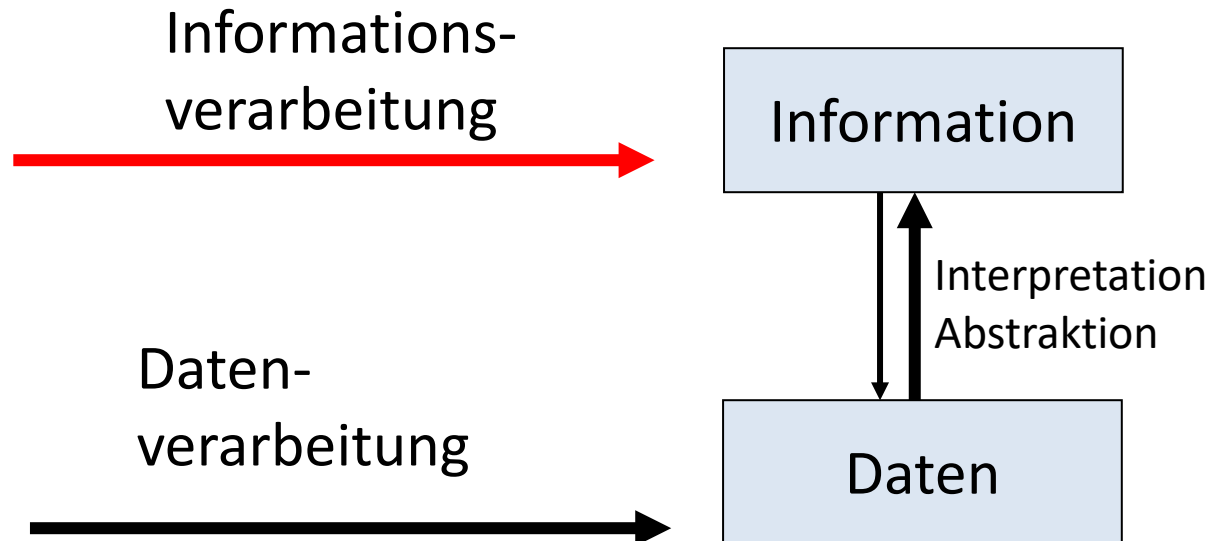 Informations-
verarbeitung
Information
Interpretation
Abstraktion
Daten-
verarbeitung
Daten